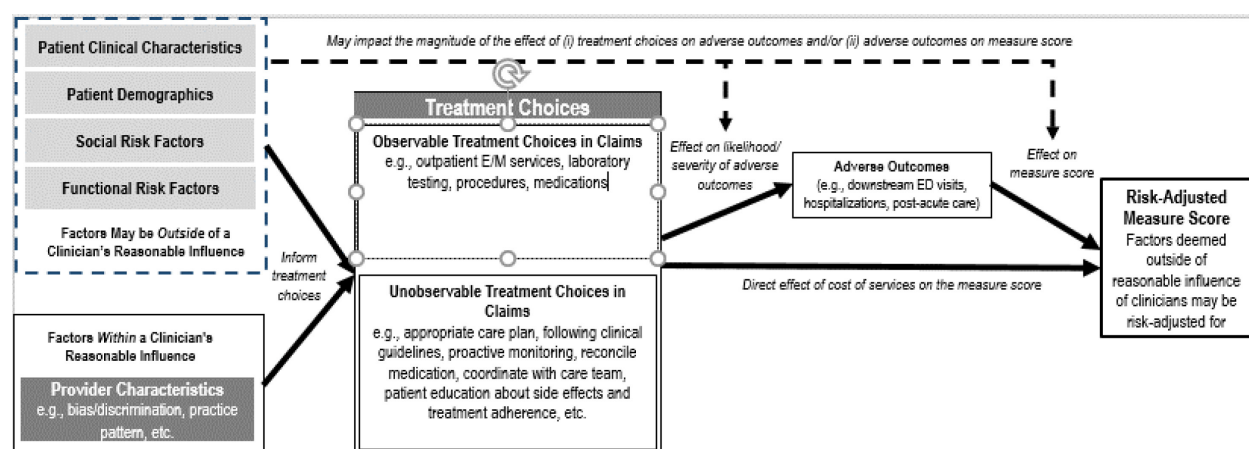 Patient Clinical Characteristics
Patient Demographics
Social Risk Factors
Functional Risk Factors
Factors May be Outside of a
Clinician's Reasonable Influence
May impact the magnitude of the effect of (i) treatment choices on adverse outcomes and/or (ii) adverse outcomes on measure score
Inform
treatment
choices
Factors Within a Clinician's
Reasonable Influence
Provider Characteristics
e.g., bias/discrimination, practice
pattern, etc.
Treatment Choices
Observable Treatment Choices in Claims
e.g., outpatient E/M services, laboratory
testing, procedures, medications
Unobservable Treatment Choices in
Claims
e.g., appropriate care plan, following clinical
guidelines, proactive monitoring, reconcile
medication, coordinate with care team,
patient education about side effects and
treatment adherence, etc.
Effect on likelihood/
severity of adverse
outcomes
Adverse Outcomes
(e.g., downstream ED visits,
hospitalizations, post-acute care)
Effect on
measure score
Direct effect of cost of services on the measure score
Risk-Adjusted
Measure Score
Factors deemed
outside of
reasonable influence
of clinicians may be
risk-adjusted for